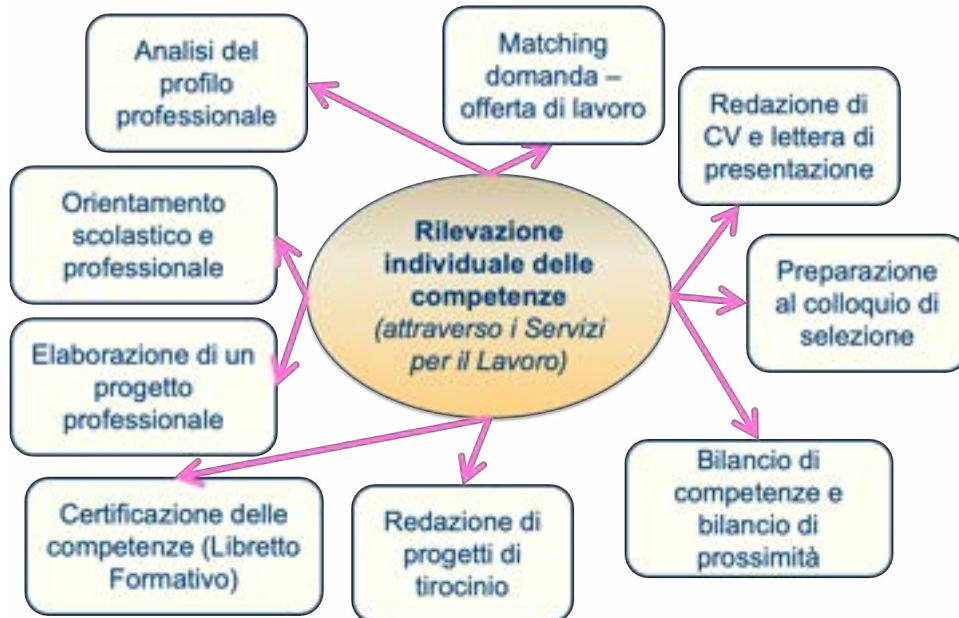 Analisi del
profilo
professionale
Matching
domanda –
offerta di lavoro
Redazione di
CV e lettera di
presentazione
Orientamento
scolastico e
professionale
Rilevazione
individuale delle
competenze
(attraverso i Servizi
per il Lavoro)
Preparazione
al colloquio di
selezione
Elaborazione di un
progetto
professionale
Certificazione delle
competenze (Libretto
Formativo)
Redazione di
progetti di
tirocinio
Bilancio di
competenze e
bilancio di
prossimità